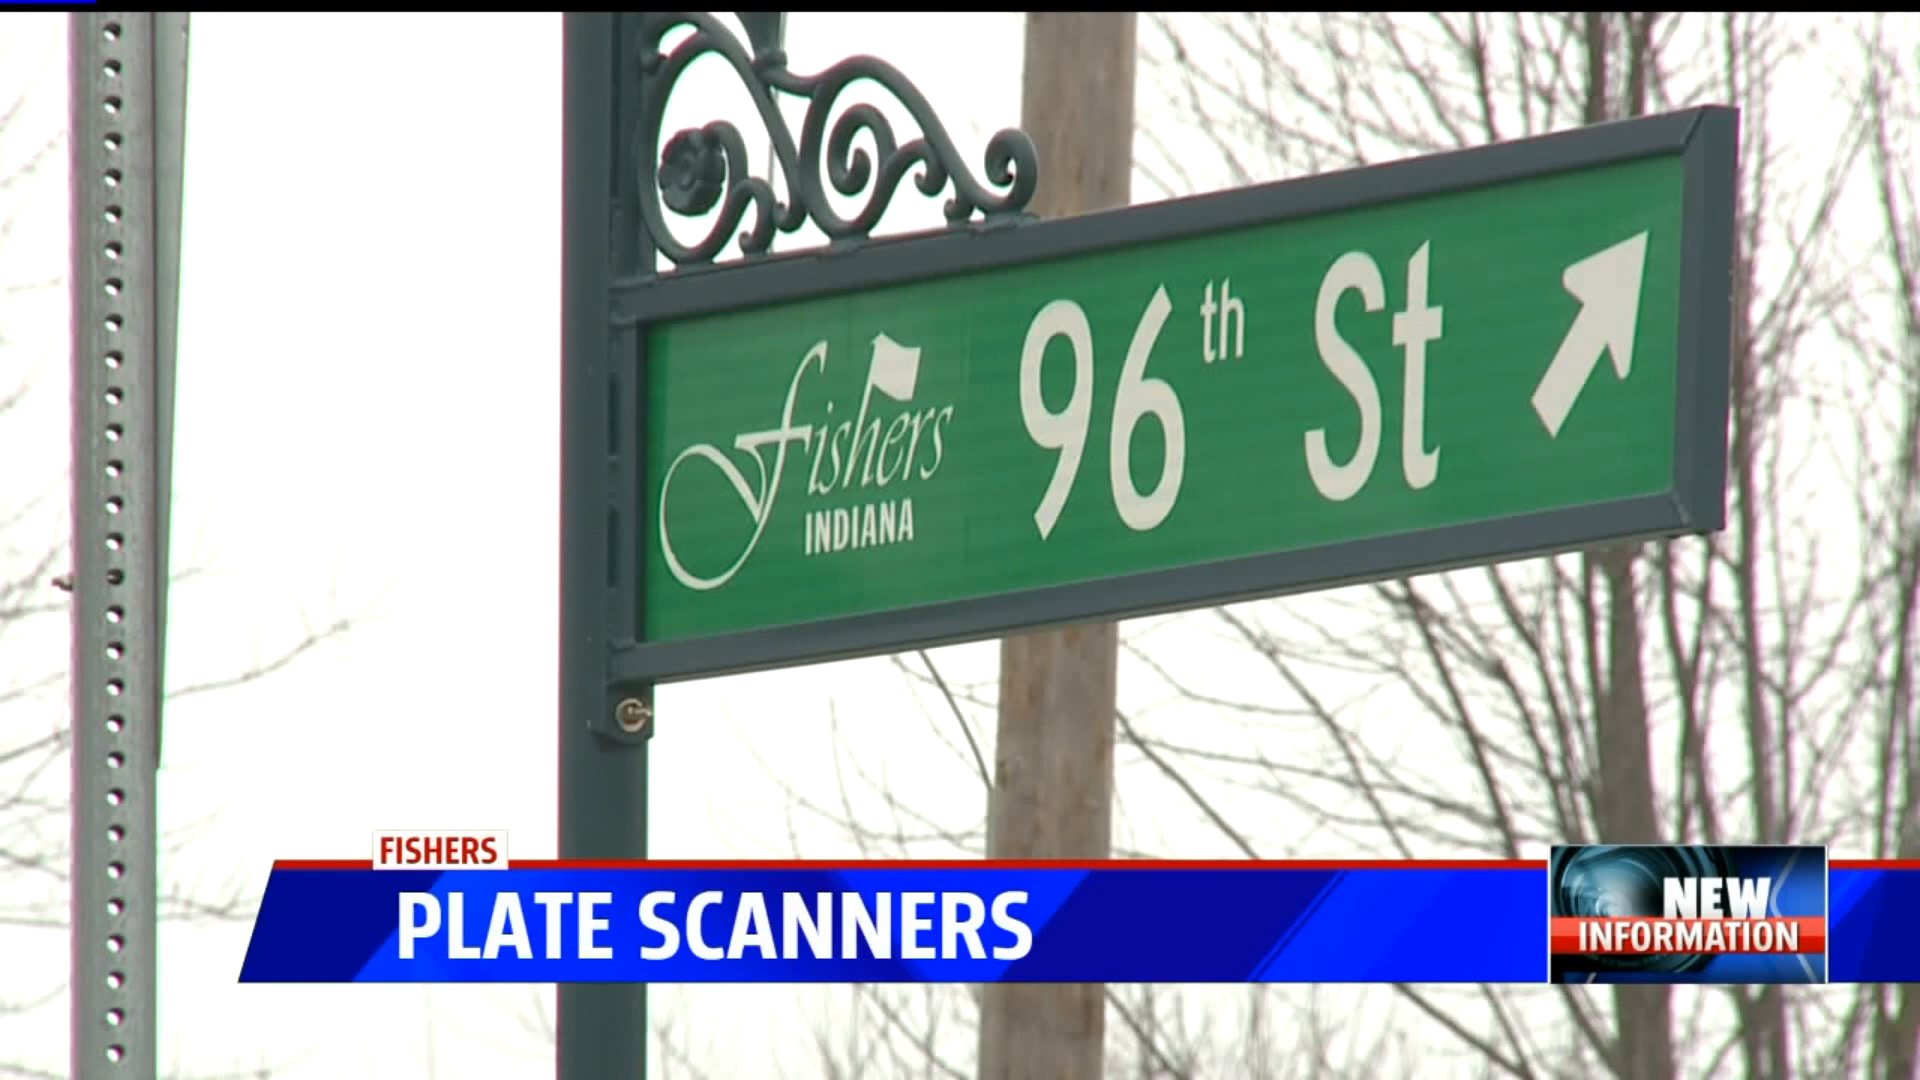 Fishers
INDIANA
96th St
FISHERS
PLATE SCANNERS
NEW
INFORMATION